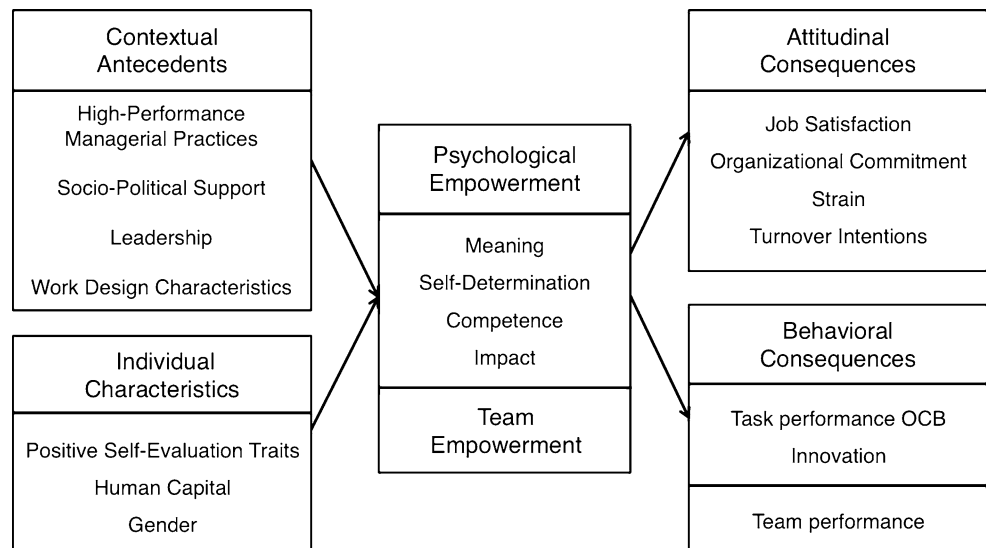 Contextual
Antecedents
High-Performance
Managerial Practices
Socio-Political Support
Leadership
Work Design Characteristics
Individual
Characteristics
Positive Self-Evaluation Traits
Human Capital
Gender
Psychological
Empowerment
Meaning
Self-Determination
Competence
Impact
Team
Empowerment
Attitudinal
Consequences
Job Satisfaction
Organizational Commitment
Strain
Turnover Intentions
Behavioral
Consequences
Task performance OCB
Innovation
Team performance